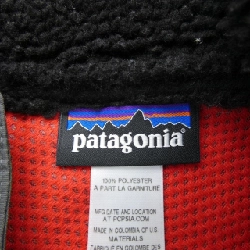 patagonia
100% POLYESTER
À PART LA GARNITURE
MFG DATE AND LOCATION
AT PCPSIA.COM
MADE IN COLOMBIA OF U.S.
MATERIALS